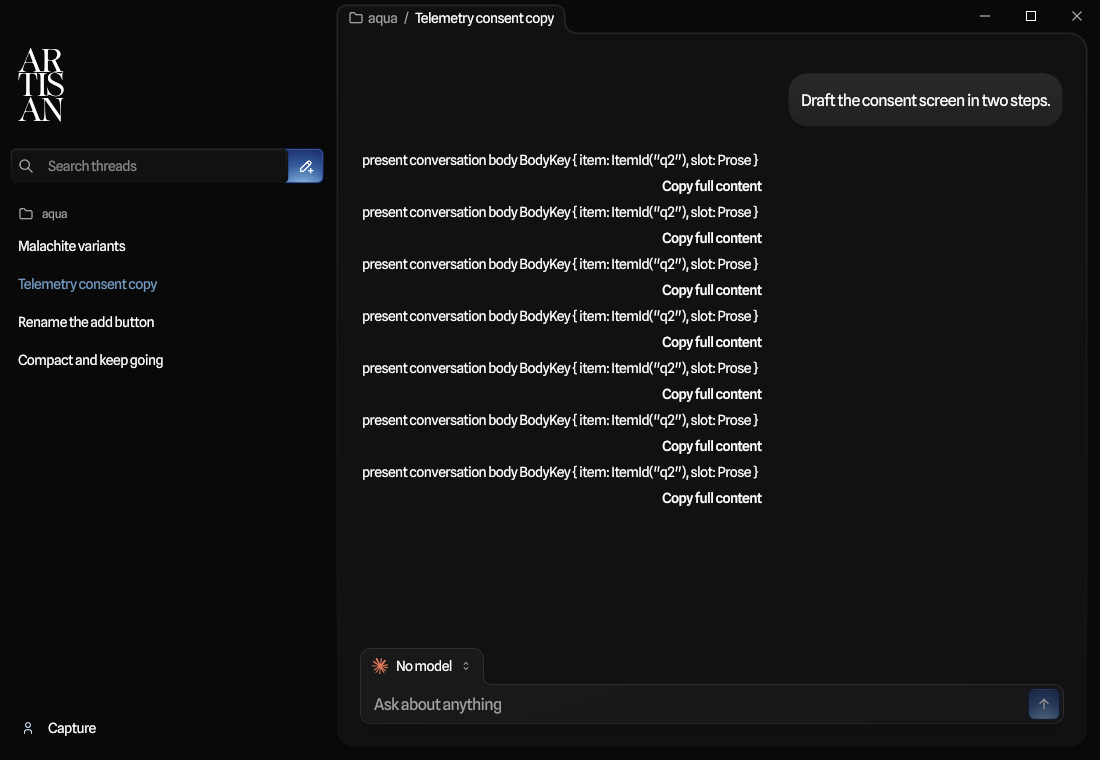 aqua / Telemetry consent copy
AR
TIS
AN
Search threads
aqua
Malachite variants
Telemetry consent copy
Rename the add button
Compact and keep going
Capture
Draft the consent screen in two steps.
present conversation body BodyKey { item: ItemId("q2"), slot: Prose }
Copy full content
present conversation body BodyKey { item: ItemId("q2"), slot: Prose }
Copy full content
present conversation body BodyKey { item: ItemId("q2"), slot: Prose }
Copy full content
present conversation body BodyKey { item: ItemId("q2"), slot: Prose }
Copy full content
present conversation body BodyKey { item: ItemId("q2"), slot: Prose }
Copy full content
present conversation body BodyKey { item: ItemId("q2"), slot: Prose }
Copy full content
present conversation body BodyKey { item: ItemId("q2"), slot: Prose }
Copy full content
No model
Ask about anything